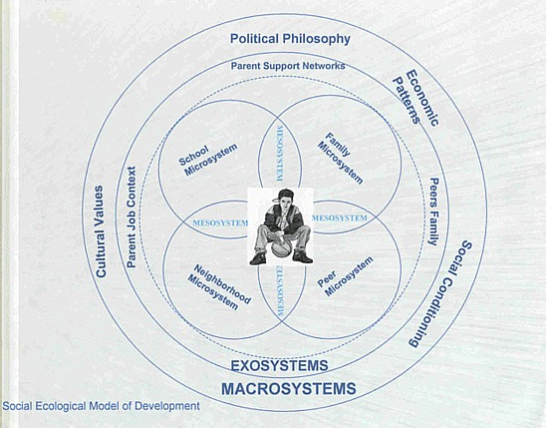 Political Philosophy
Parent Support Networks
Economic
Patterns
School
Microsystem
MESOSYSTEM
Family
Microsystem
Cultural Values
Parent Job Context
MESOSYSTEM
MESOSYSTEM
Peers Family
Social Conditioning
Neighborhood
Microsystem
MESOSYSTEM
Peer
Microsystem
EXOSYSTEMS
MACROSYSTEMS
Social Ecological Model of Development